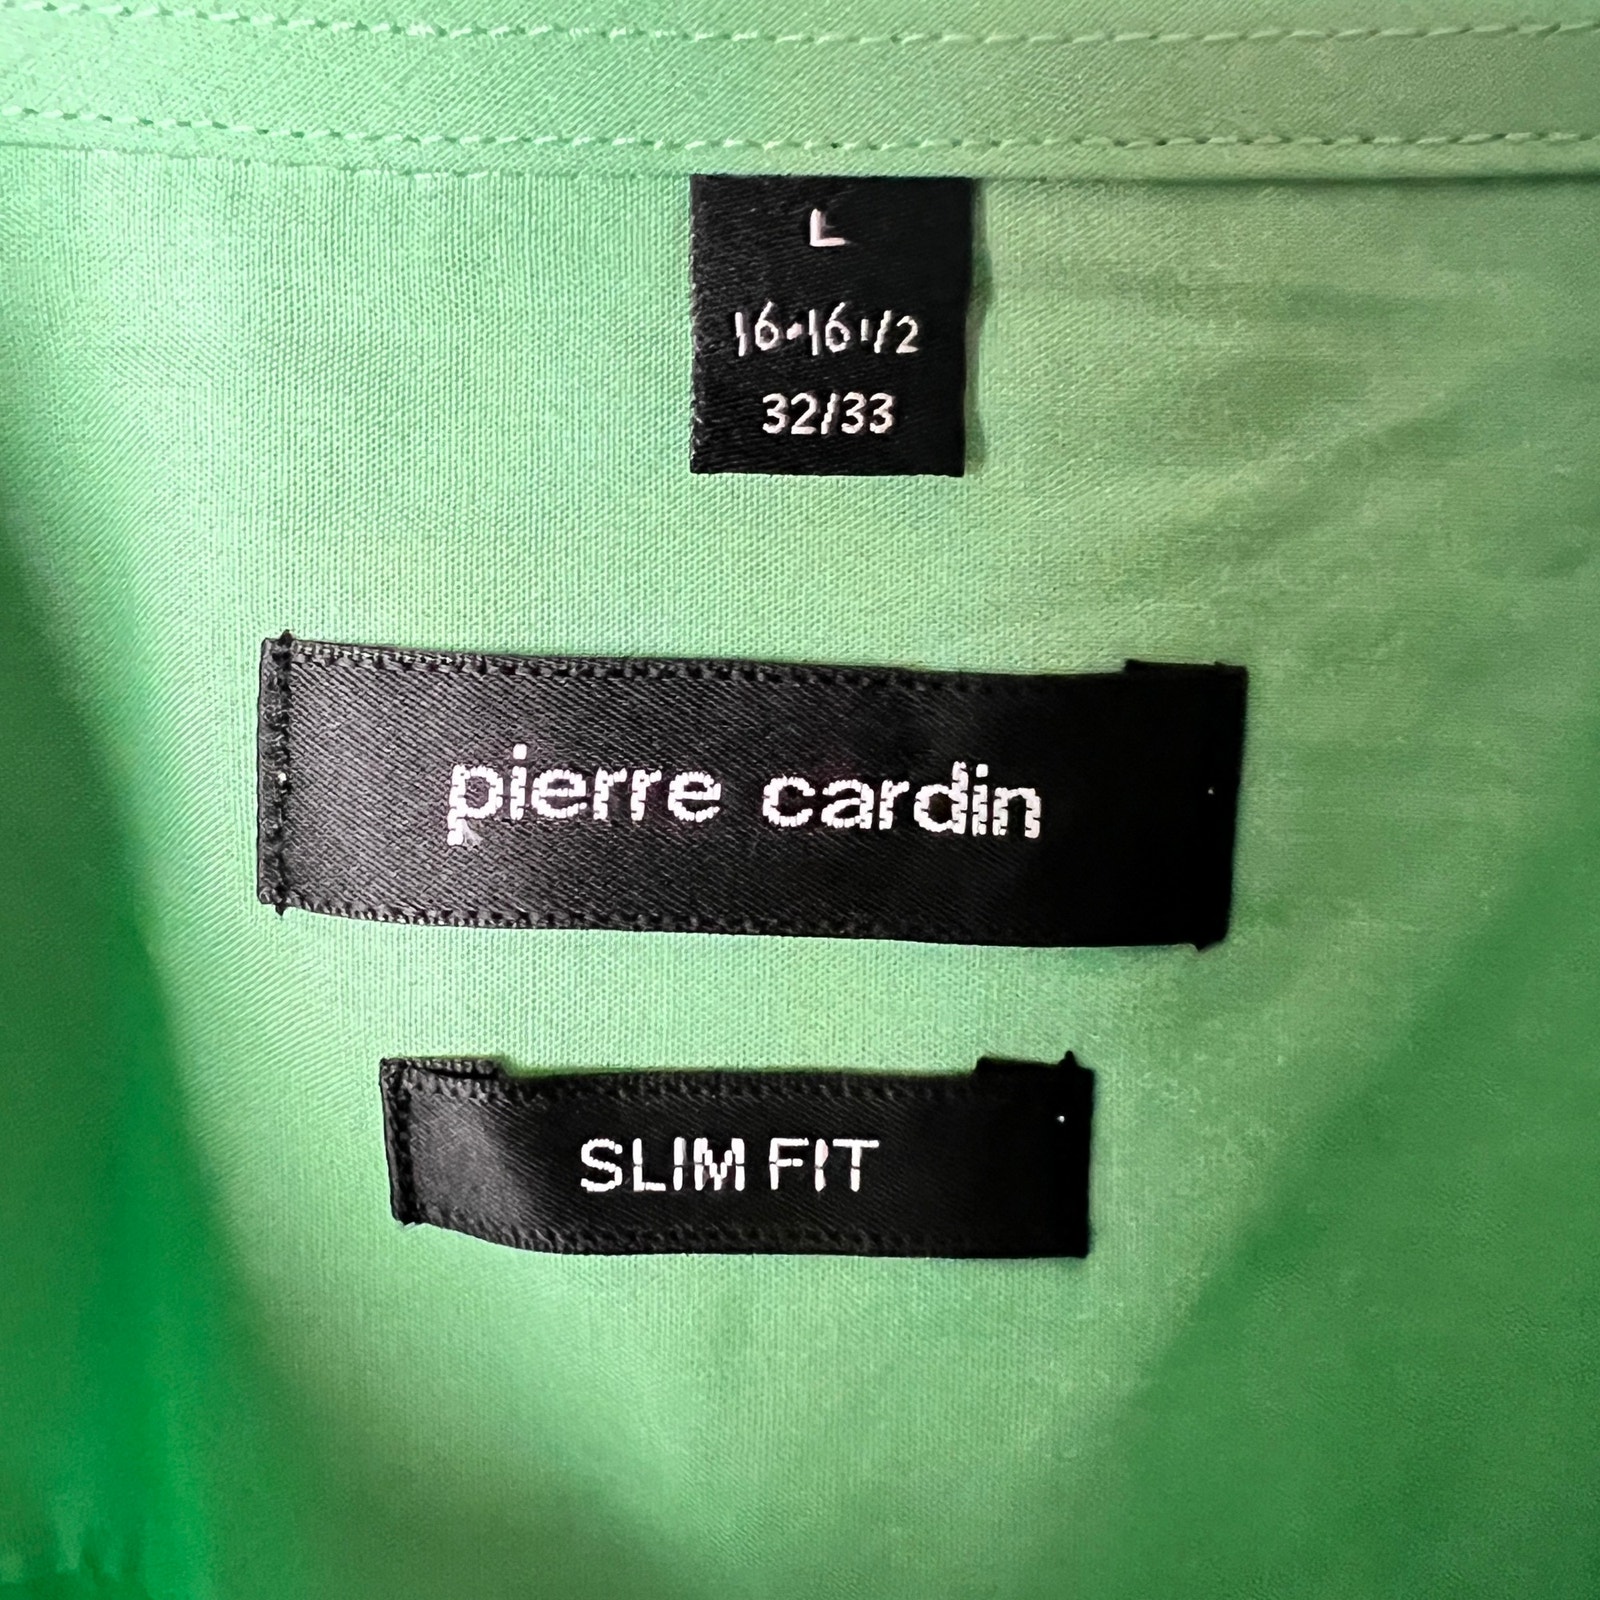 L
16-16 1/2
32/33
pierre cardin
SLIM FIT